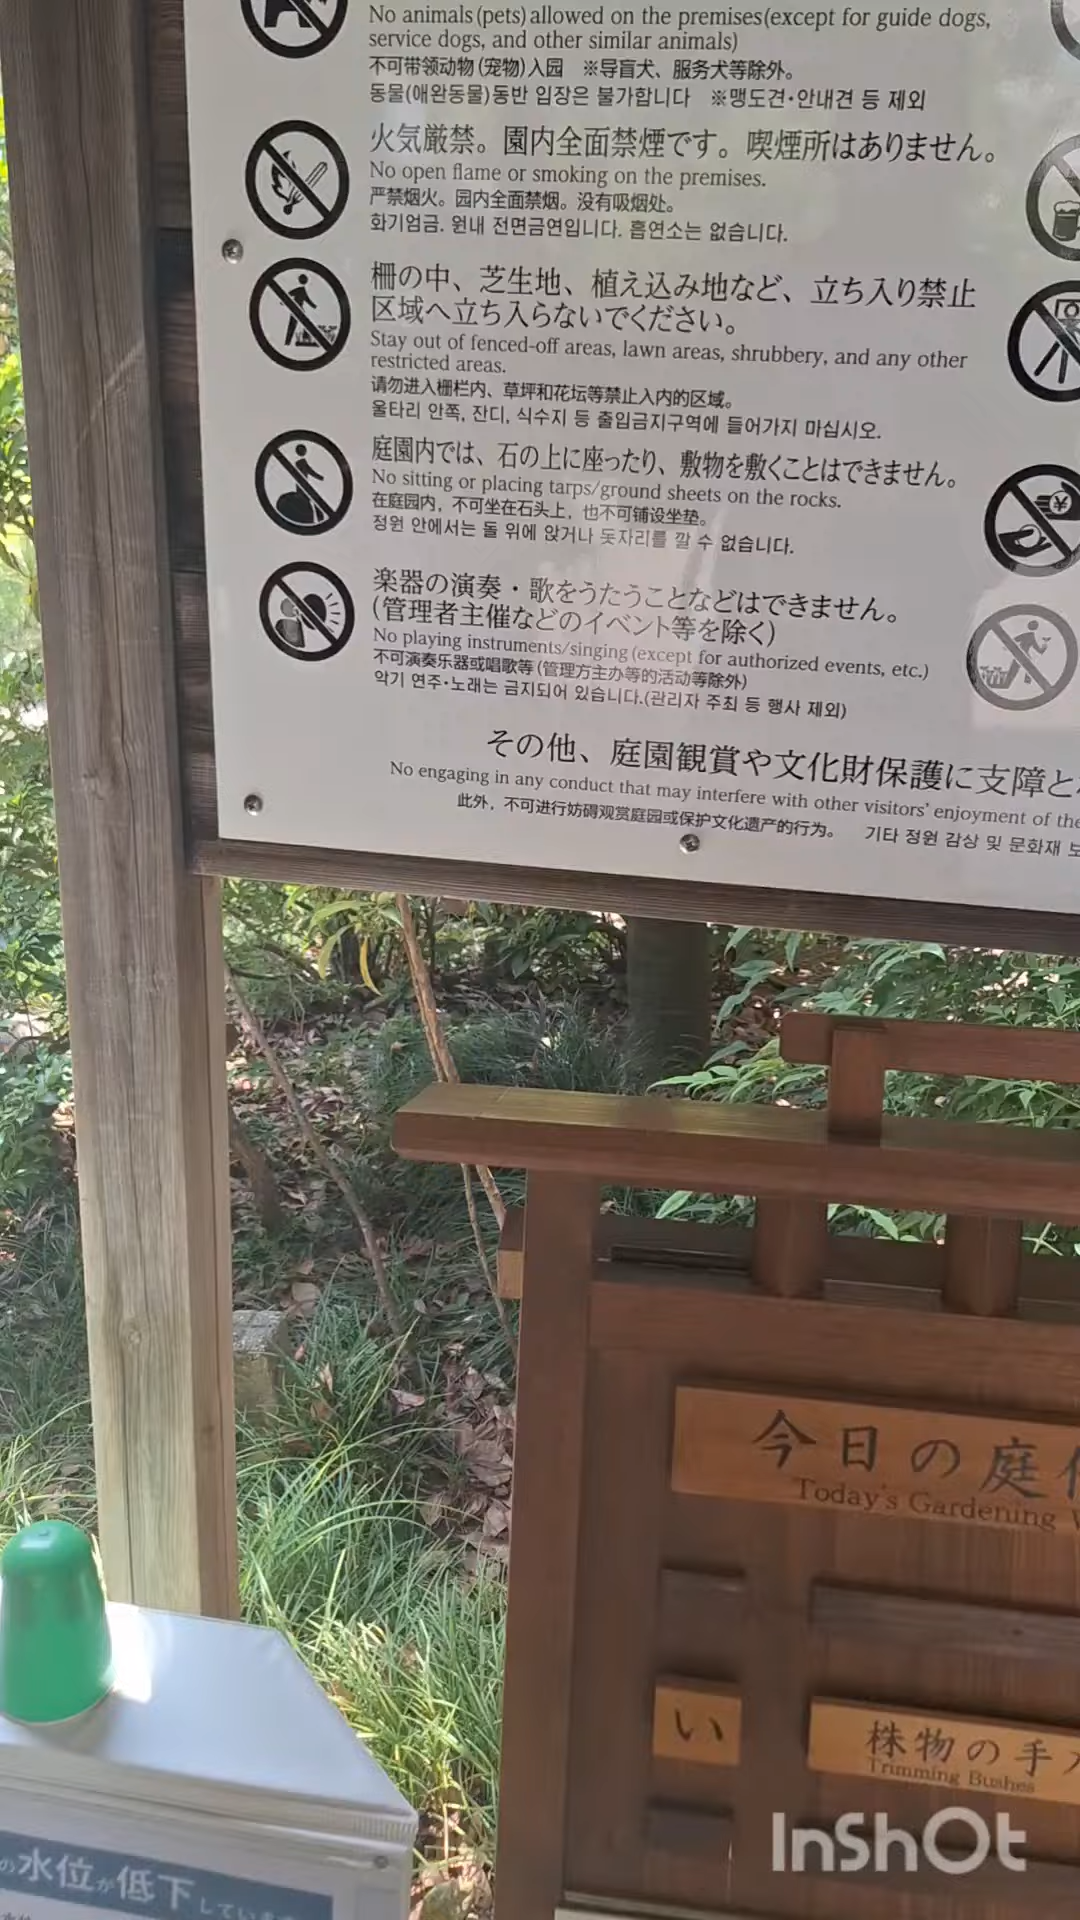 No animals (pets) allowed on the premises(except for guide dogs,
service dogs, and other similar animals)
不可带领动物(宠物)入园 ※导盲犬、服务犬等除外。
동물(애완동물)동반 입장은 불가합니다 ※맹도견·안내견 등 제외
火気厳禁。園内全面禁煙です。喫煙所はありません。
No open flame or smoking on the premises.
严禁烟火。园内全面禁烟。没有吸烟处。
화기엄금. 원내 전면금연입니다. 흡연소는 없습니다.
柵の中、芝生地、植え込み地など、立ち入り禁止
区域へ立ち入らないでください。
Stay out of fenced-off areas, lawn areas, shrubbery, and any other
restricted areas.
请勿进入栅栏内、草坪和花坛等禁止入内的区域。
울타리 안쪽, 잔디, 식수지 등 출입금지구역에 들어가지 마십시오.
庭園内では、石の上に座ったり、敷物を敷くことはできません。
No sitting or placing tarps/ground sheets on the rocks.
在庭园内，不可坐在石头上，也不可铺设坐垫。
정원 안에서는 돌 위에 앉거나 돗자리를 깔 수 없습니다.
楽器の演奏・歌をうたうことなどはできません。
(管理者主催などのイベント等を除く)
No playing instruments/singing (except for authorized events, etc.)
不可演奏乐器或唱歌等 (管理方主办等的活动等除外)
악기 연주·노래는 금지되어 있습니다.(관리자 주최 등 행사 제외)
その他、庭園観賞や文化財保護に支障と
No engaging in any conduct that may interfere with other visitors' enjoyment of the
此外，不可进行妨碍观赏庭园或保护文化遗产的行为。 기타 정원 감상 및 문화재 보
今日の庭
Today's Gardening
い
株物の手
Trimming Bushes
の水位が低下しています
InShOt